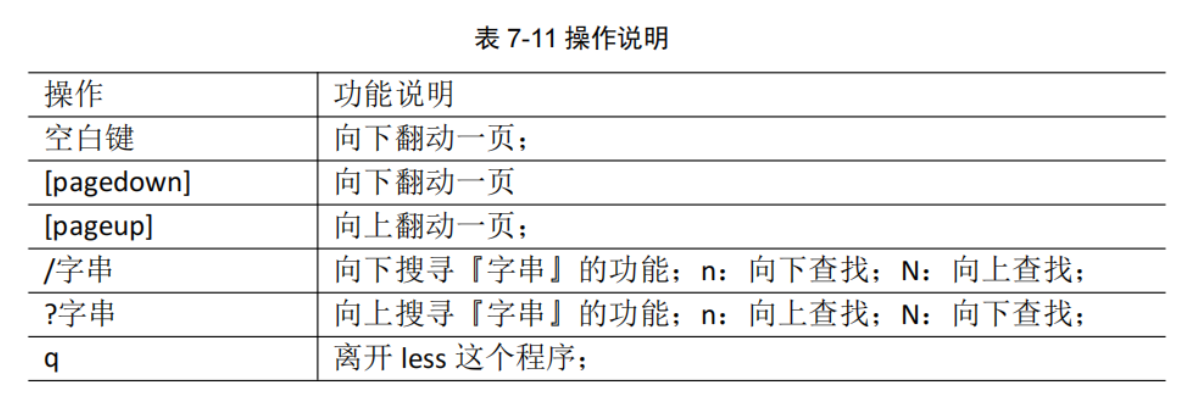 表 7-11 操作说明
操作 功能说明
空白键 向下翻动一页；
[pagedown] 向下翻动一页
[pageup] 向上翻动一页；
/字串 向下搜寻『字串』的功能；n：向下查找；N：向上查找；
?字串 向上搜寻『字串』的功能；n：向上查找；N：向下查找；
q 离开 less 这个程序；